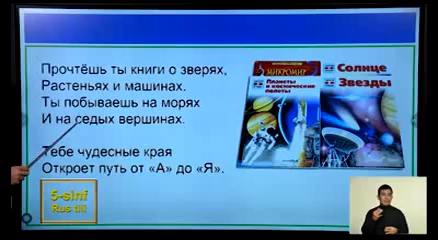 Прочтёшь ты книги о зверях,
Растеньях и машинах.
Ты побываешь на морях
И на седых вершинах.
Тебе чудесные края
Откроет путь от «А» до «Я».
МИКРОМИР
Планеты
и космические
полеты
Солнце
Звезды
5-sinf
Rus tili